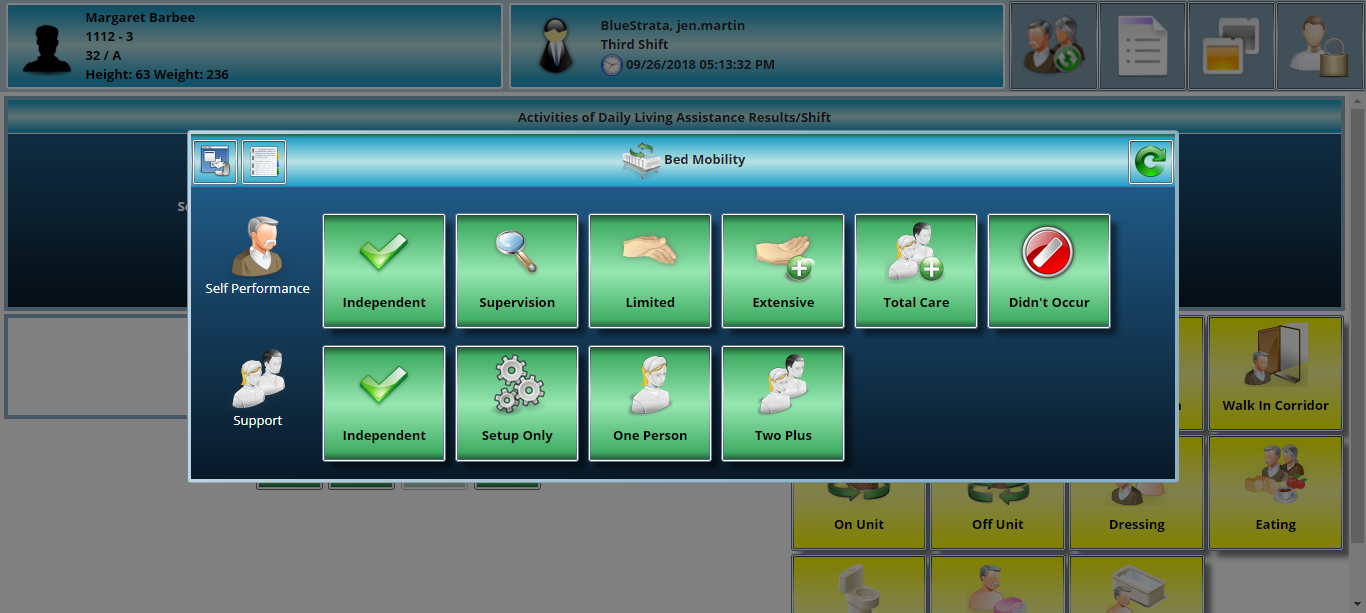 Margaret Barbee
1112 - 3
32 / A
Height: 63 Weight: 236
BlueStrata, jen.martin
Third Shift
09/26/2018 05:13:32 PM
Activities of Daily Living Assistance Results/Shift
Bed Mobility
Self Performance
Independent
Supervision
Limited
Extensive
Total Care
Didn't Occur
Support
Independent
Setup Only
One Person
Two Plus
Walk In Corridor
On Unit
Off Unit
Dressing
Eating